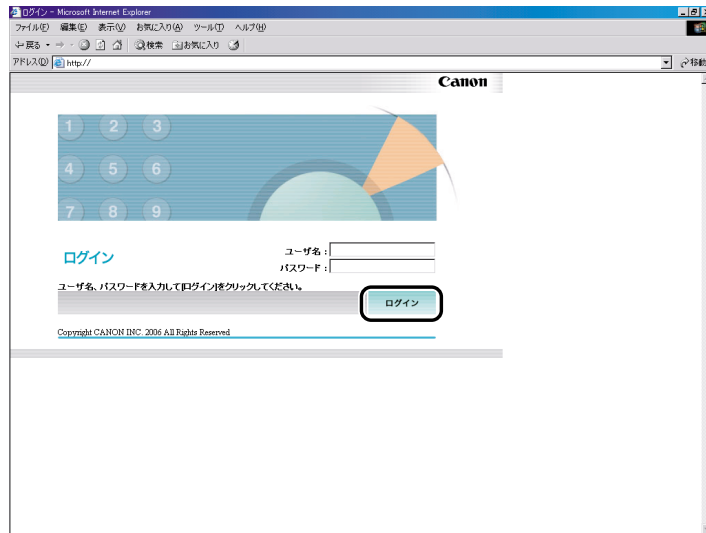 ログイン - Microsoft Internet Explorer
ファイル(F) 編集(E) 表示(V) お気に入り(A) ツール(T) ヘルプ(H)
戻る 検索 お気に入り
アドレス(D) http:// 移動
Canon
1 2 3
4 5 6
7 8 9
ログイン
ユーザ名 :
パスワード :
ユーザ名、パスワードを入力して[ログイン]をクリックしてください。
ログイン
Copyright CANON INC. 2006 All Rights Reserved